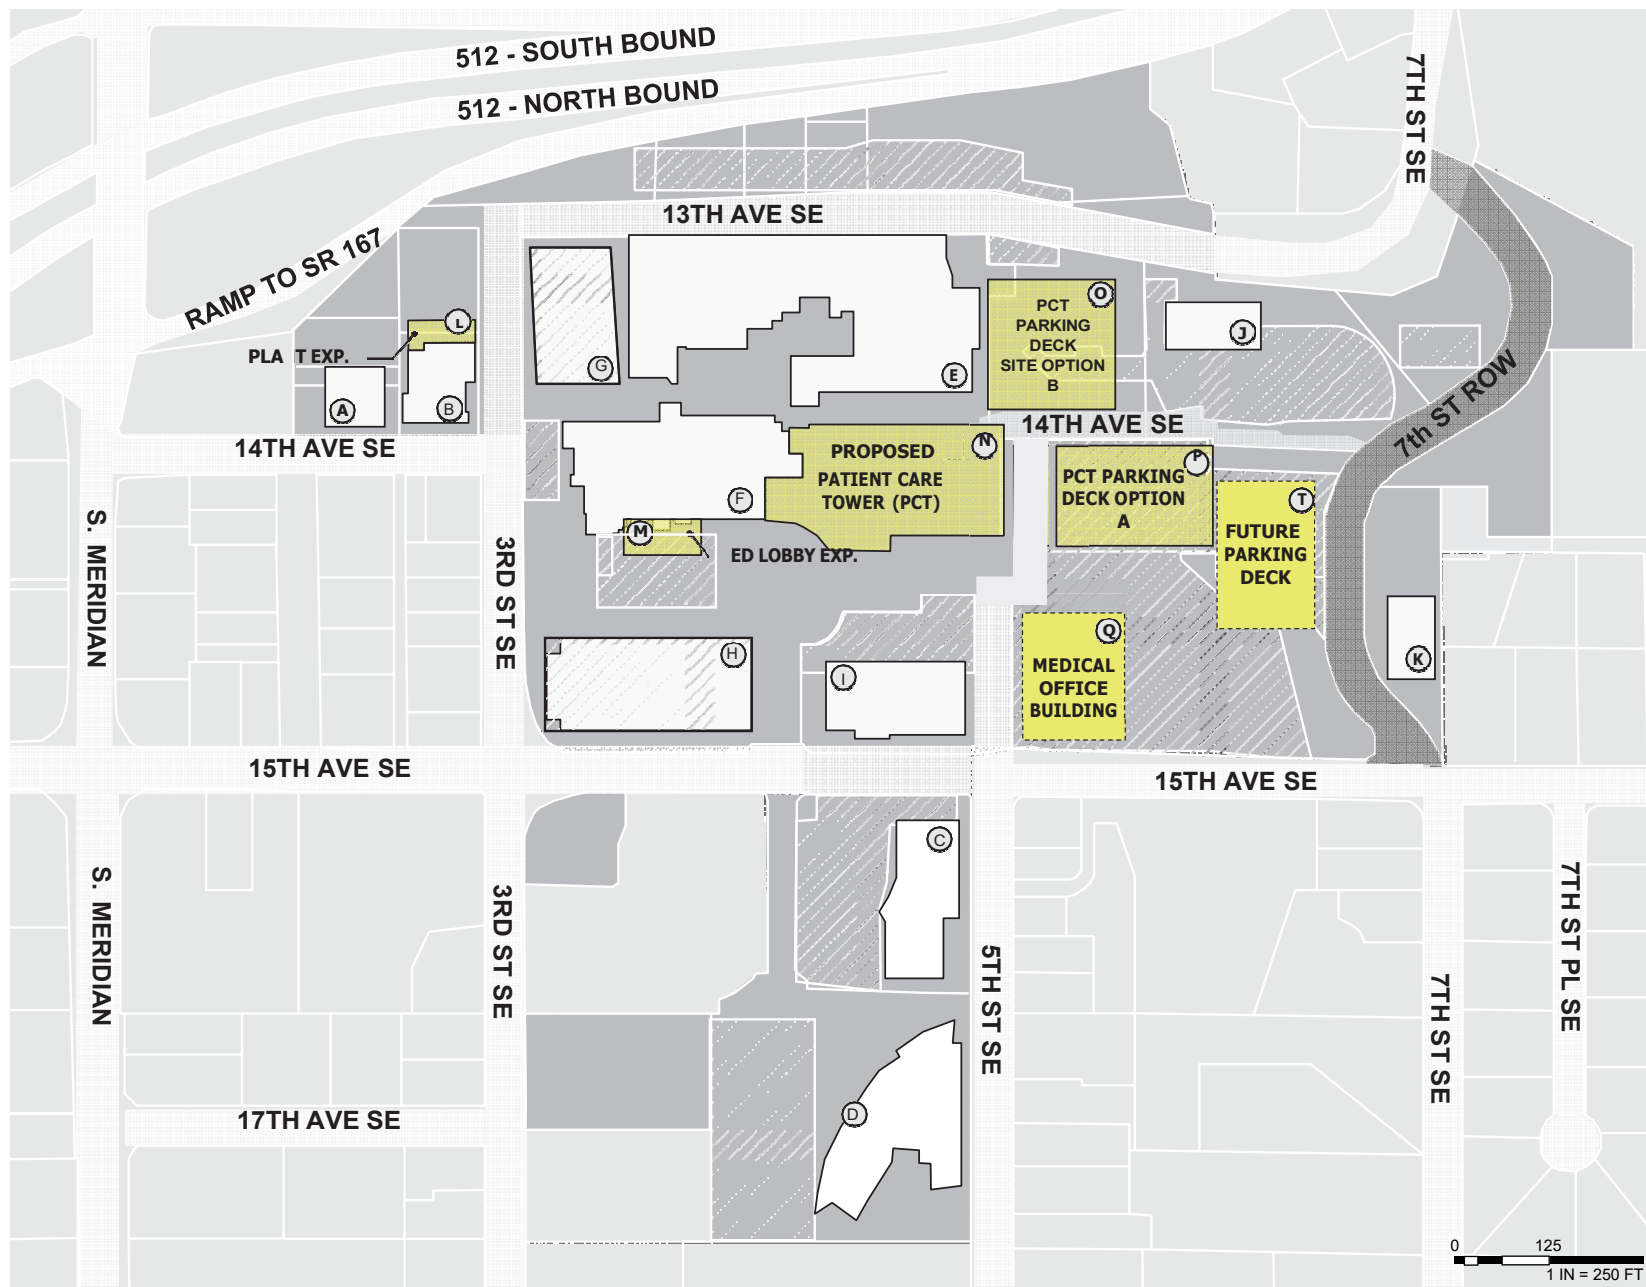 512 - SOUTH BOUND
512 - NORTH BOUND
7TH ST SE
13TH AVE SE
RAMP TO SR 167
L
PLA T EXP.
A
B
G
E
O
PCT
PARKING
DECK
SITE OPTION
B
J
7th ST ROW
14TH AVE SE
14TH AVE SE
PROPOSED
PATIENT CARE
TOWER (PCT)
N
F
M
ED LOBBY EXP.
P
PCT PARKING
DECK OPTION
A
T
FUTURE
PARKING
DECK
S. MERIDIAN
3RD ST SE
H
I
Q
MEDICAL
OFFICE
BUILDING
K
15TH AVE SE
15TH AVE SE
C
S. MERIDIAN
3RD ST SE
5TH ST SE
7TH ST SE
7TH ST PL SE
17TH AVE SE
D
0 125
1 IN = 250 FT